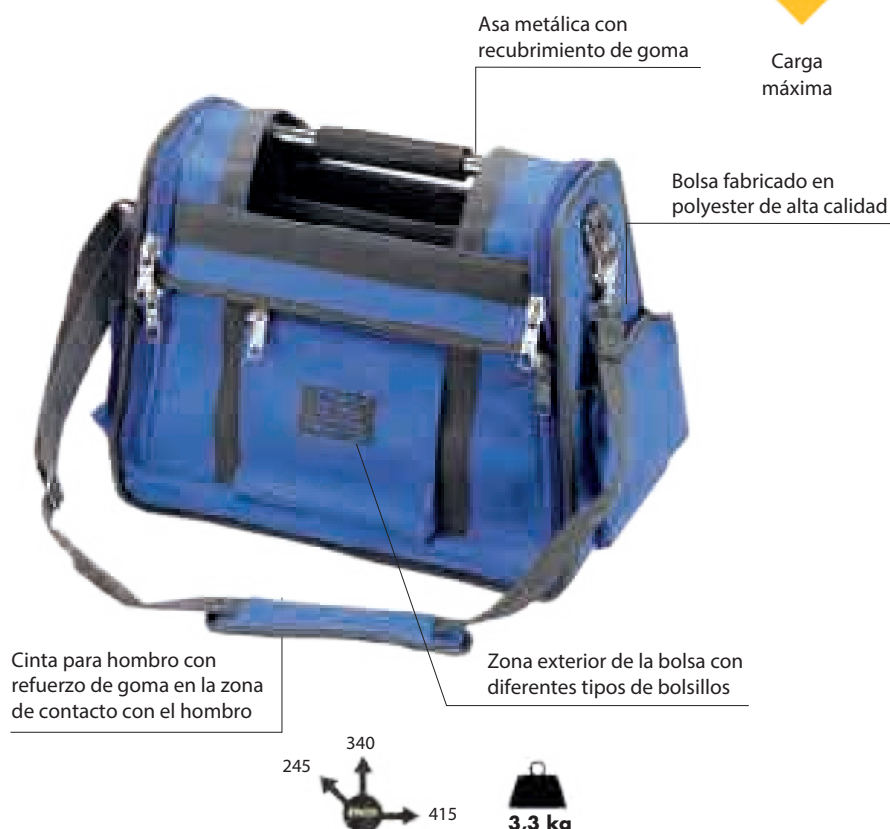 Asa metálica con
recubrimiento de goma
Carga
máxima
Bolsa fabricado en
polyester de alta calidad
Cinta para hombro con
refuerzo de goma en la zona
de contacto con el hombro
Zona exterior de la bolsa con
diferentes tipos de bolsillos
340
245
415
3,3 kg